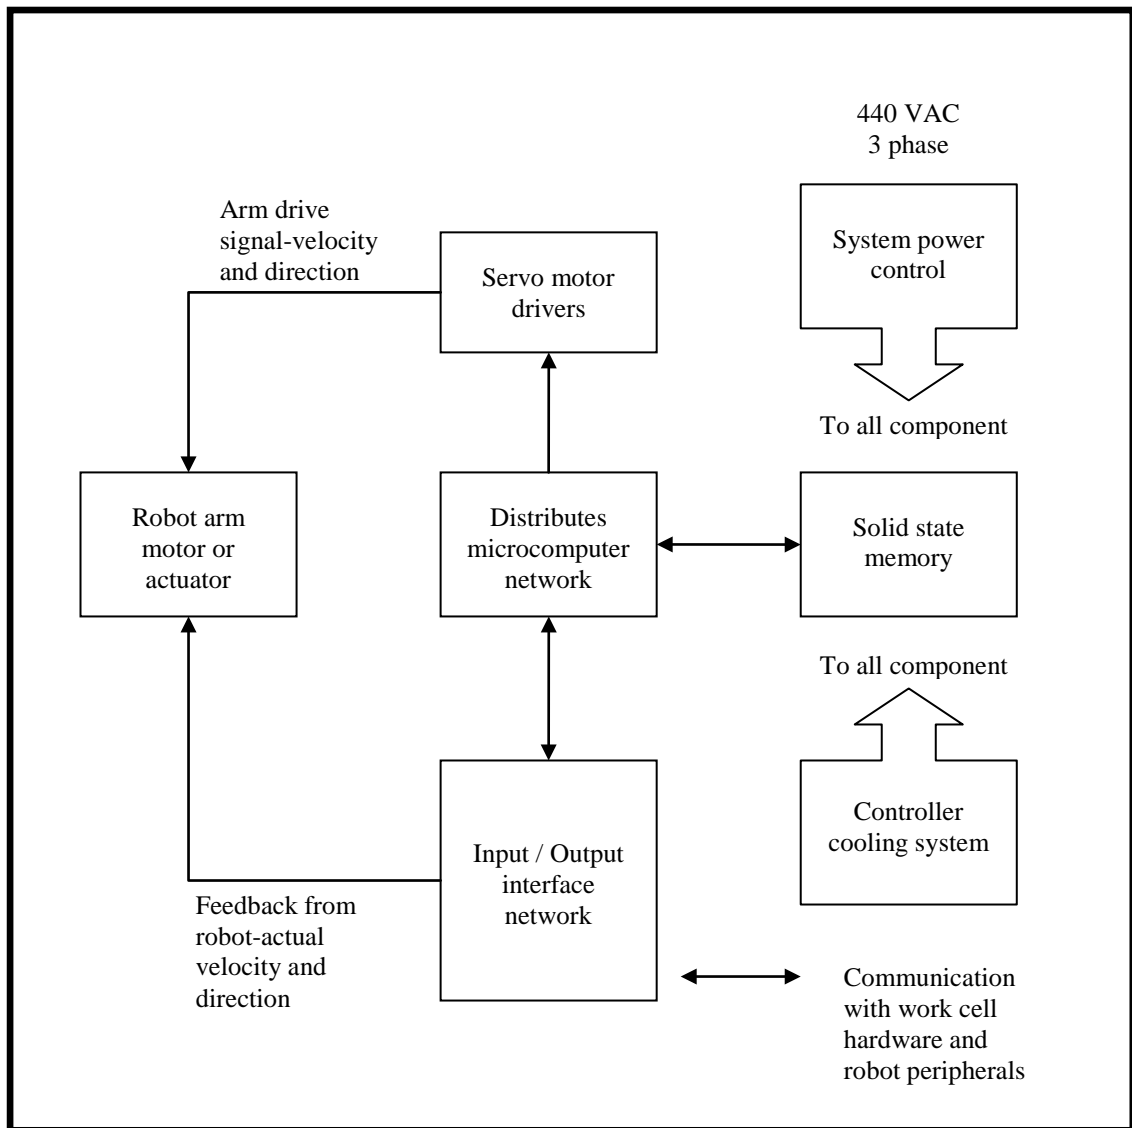 440 VAC
3 phase
Arm drive
signal-velocity
and direction
Servo motor
drivers
System power
control
To all component
Robot arm
motor or
actuator
Distributes
microcomputer
network
Solid state
memory
To all component
Controller
cooling system
Input / Output
interface
network
Feedback from
robot-actual
velocity and
direction
Communication
with work cell
hardware and
robot peripherals